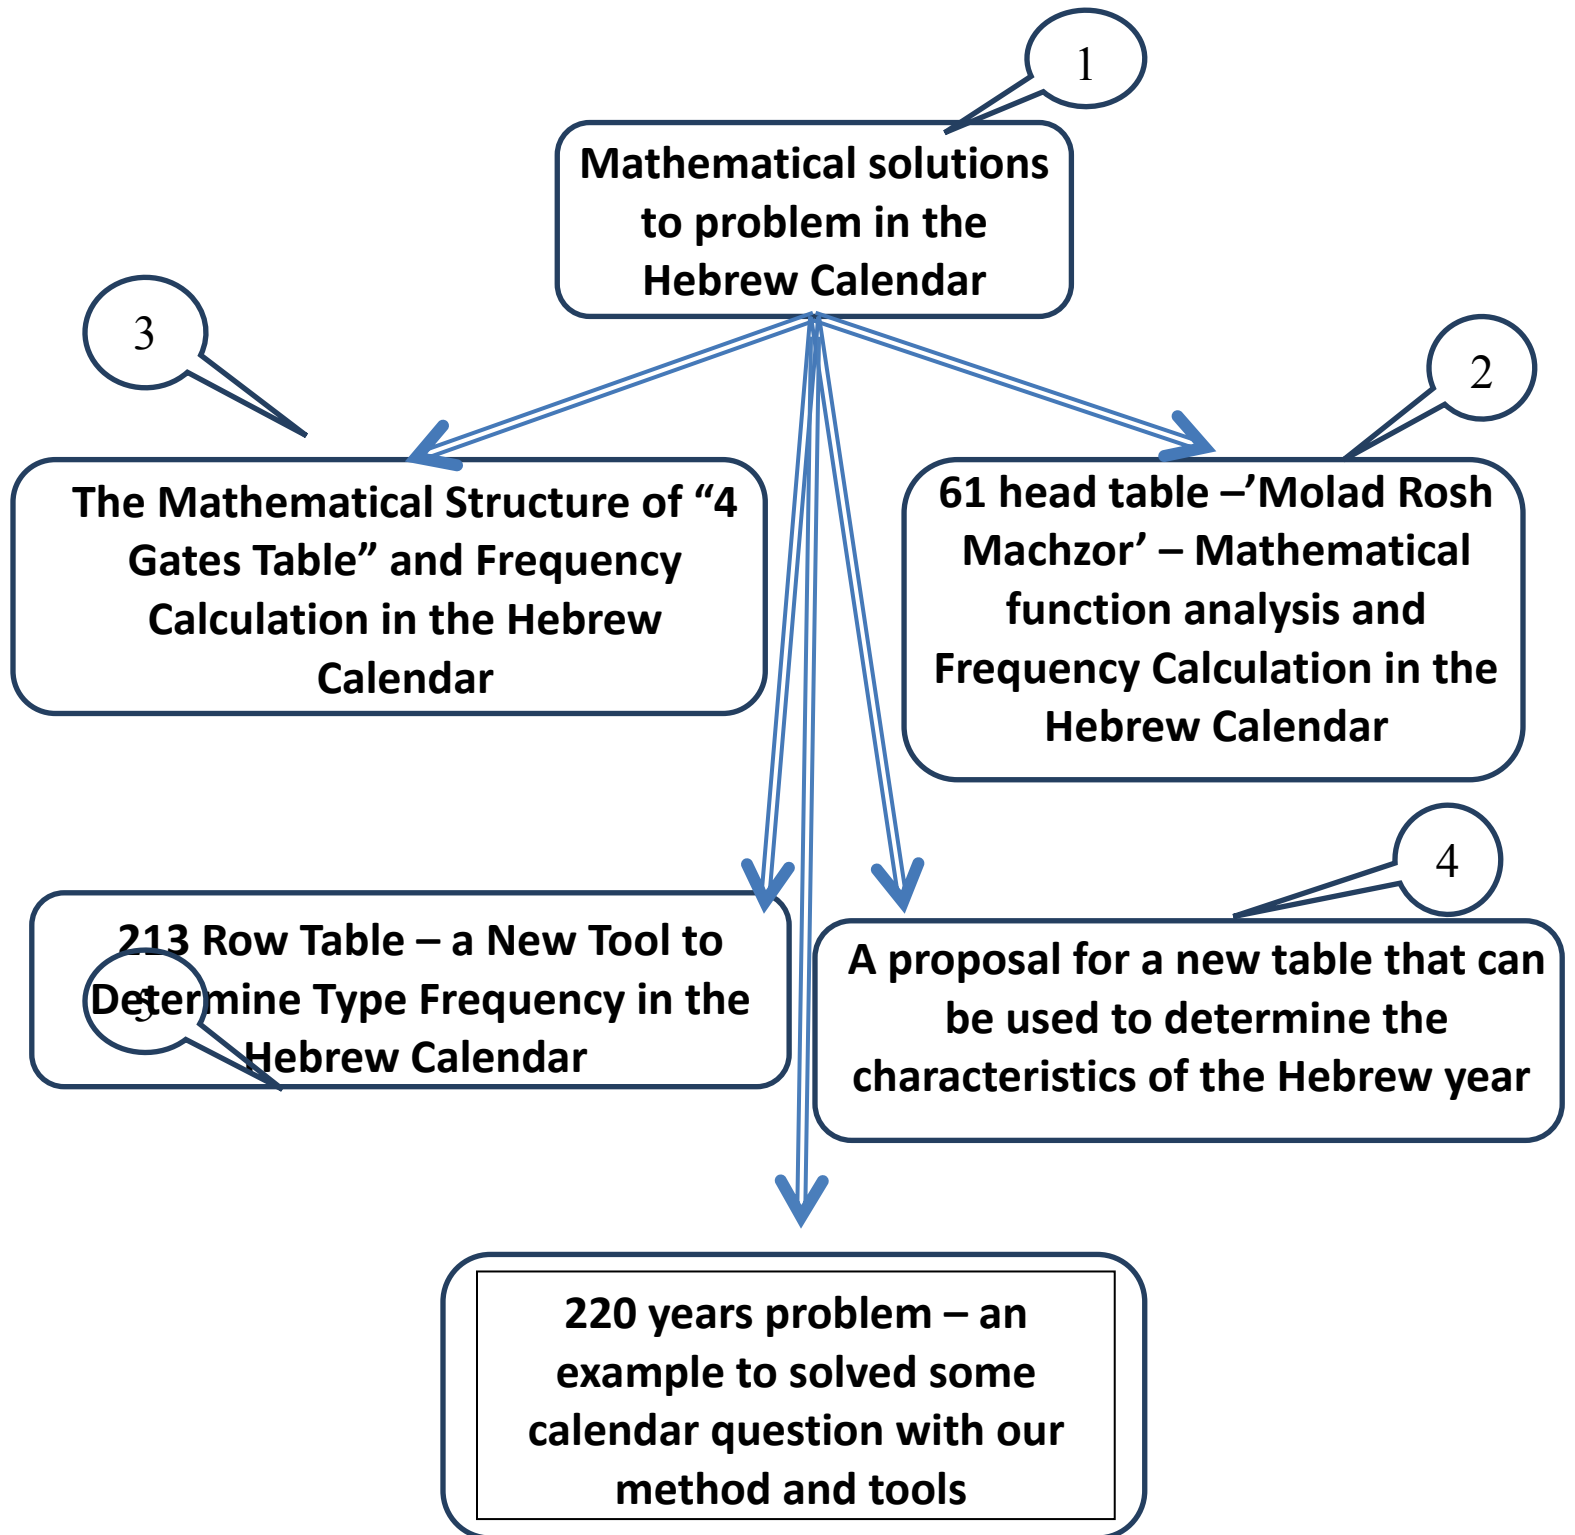 1
Mathematical solutions
to problem in the
Hebrew Calendar
3
2
The Mathematical Structure of “4
Gates Table” and Frequency
Calculation in the Hebrew
Calendar
61 head table –’Molad Rosh
Machzor’ – Mathematical
function analysis and
Frequency Calculation in the
Hebrew Calendar
4
213 Row Table – a New Tool to
Determine Type Frequency in the
Hebrew Calendar
5
A proposal for a new table that can
be used to determine the
characteristics of the Hebrew year
220 years problem – an
example to solved some
calendar question with our
method and tools